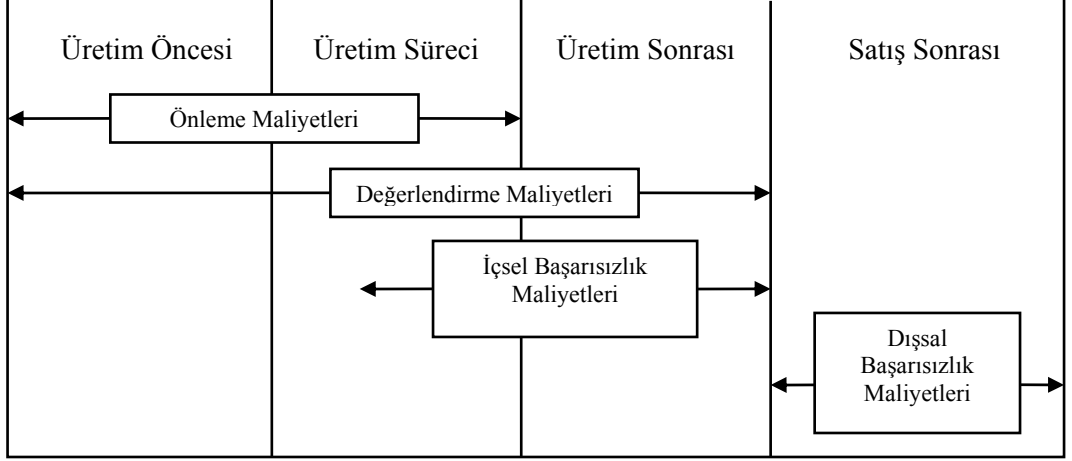 Üretim Öncesi Üretim Süreci Üretim Sonrası Satış Sonrası
Önleme Maliyetleri
Değerlendirme Maliyetleri
İçsel Başarısızlık
Maliyetleri
Dışsal
Başarısızlık
Maliyetleri